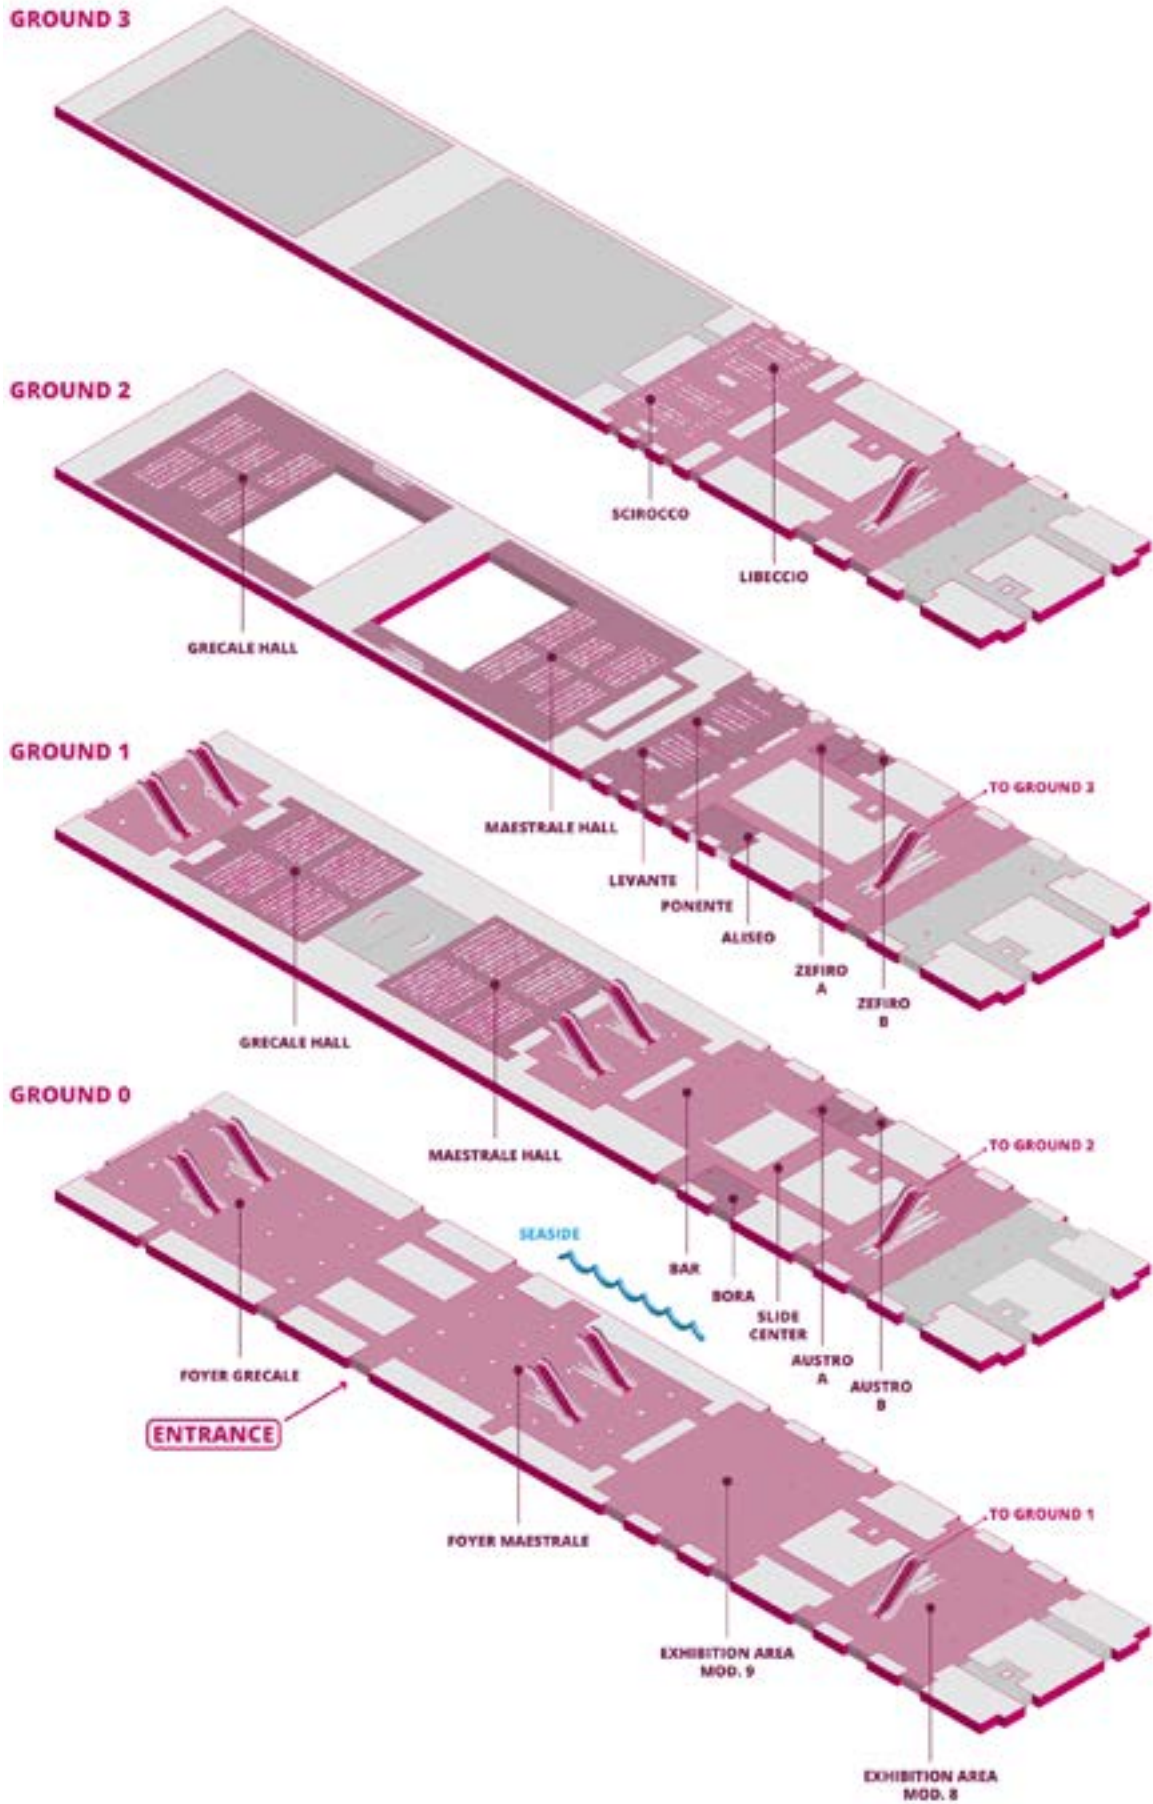 GROUND 3
SCIROCCO
LIBECCIO
GROUND 2
GRECALE HALL
MAESTRALE HALL
LEVANTE
PONENTE
ALISEO
ZEFIRO
A
ZEFIRO
B
TO GROUND 3
GROUND 1
GRECALE HALL
MAESTRALE HALL
BAR
BORA
SLIDE
CENTER
AUSTRO
A
AUSTRO
B
TO GROUND 2
GROUND 0
SEASIDE
FOYER GRECALE
ENTRANCE
FOYER MAESTRALE
TO GROUND 1
EXHIBITION AREA
MOD. 9
EXHIBITION AREA
MOD. 8